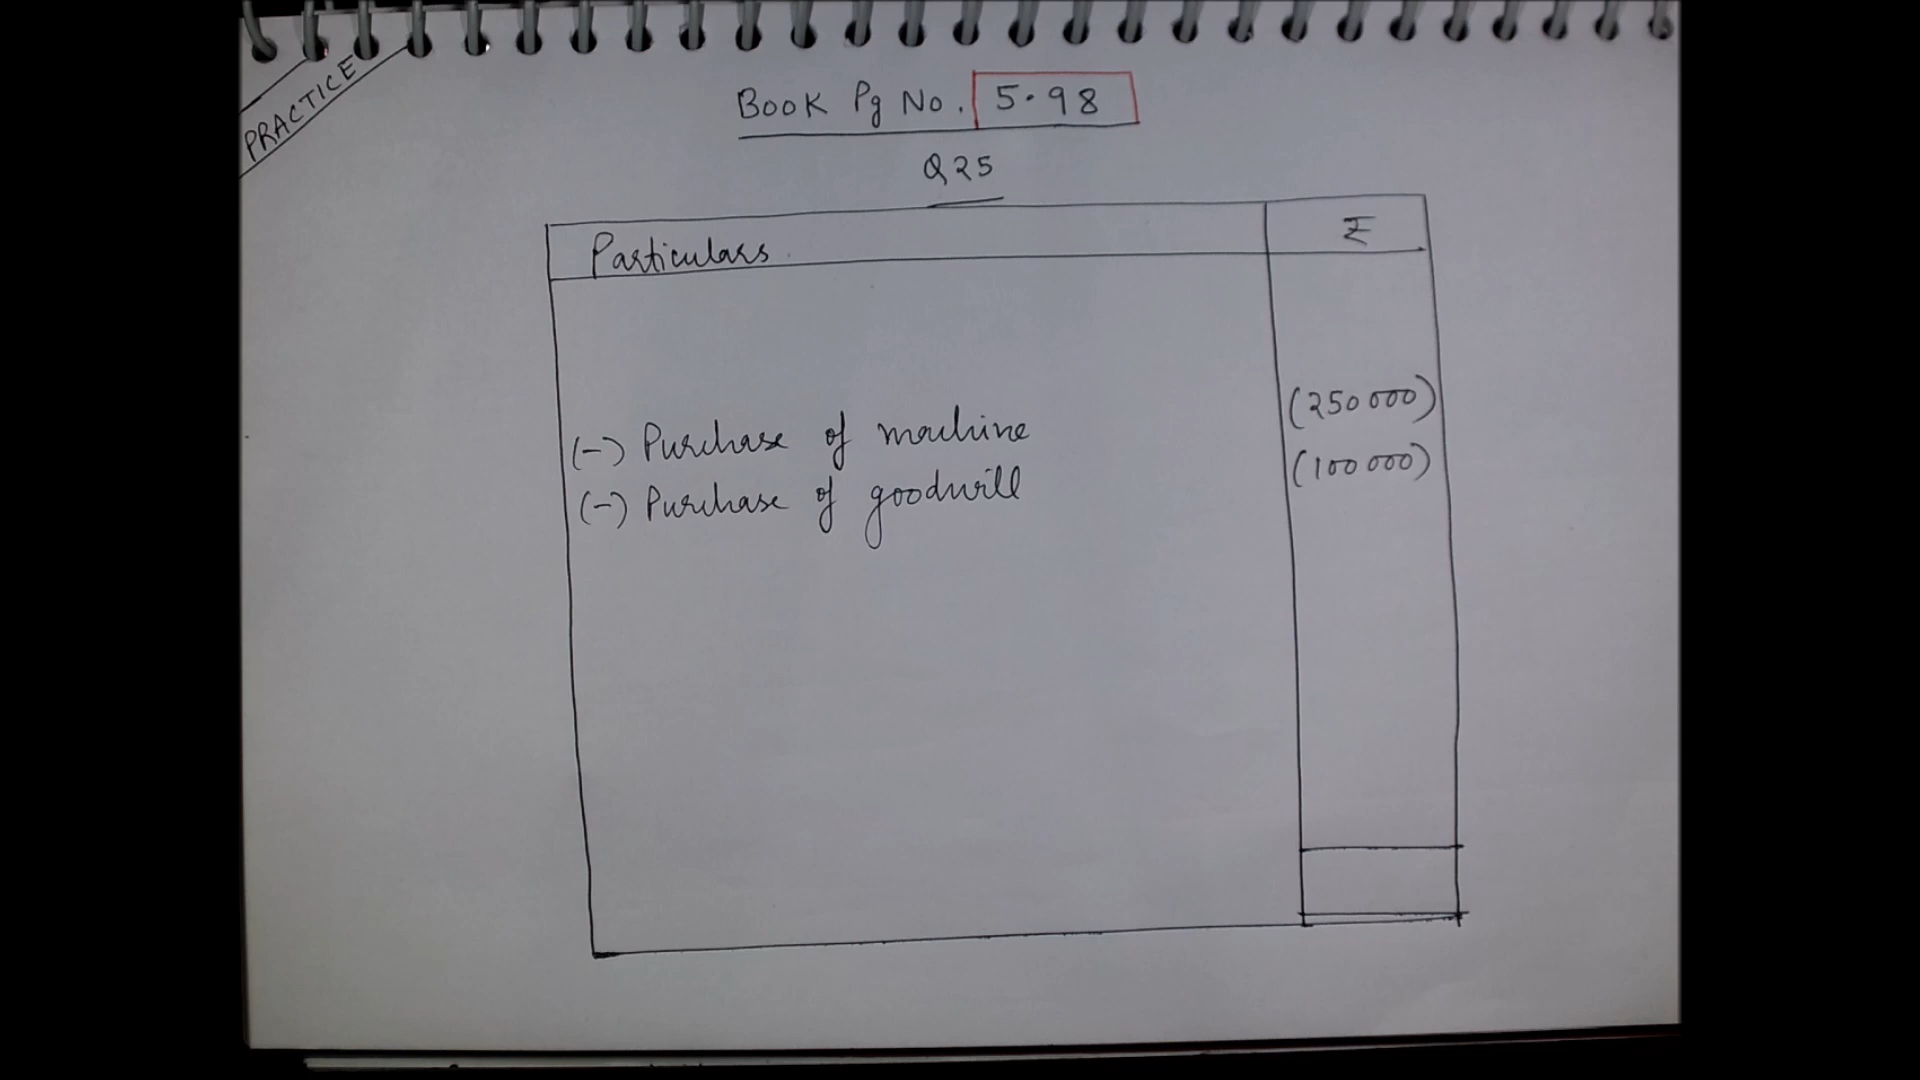 PRACTICE
Book Pg No. 5.98
Q25
Particulars ₹
(-) Purchase of machine (250000)
(-) Purchase of goodwill (100000)